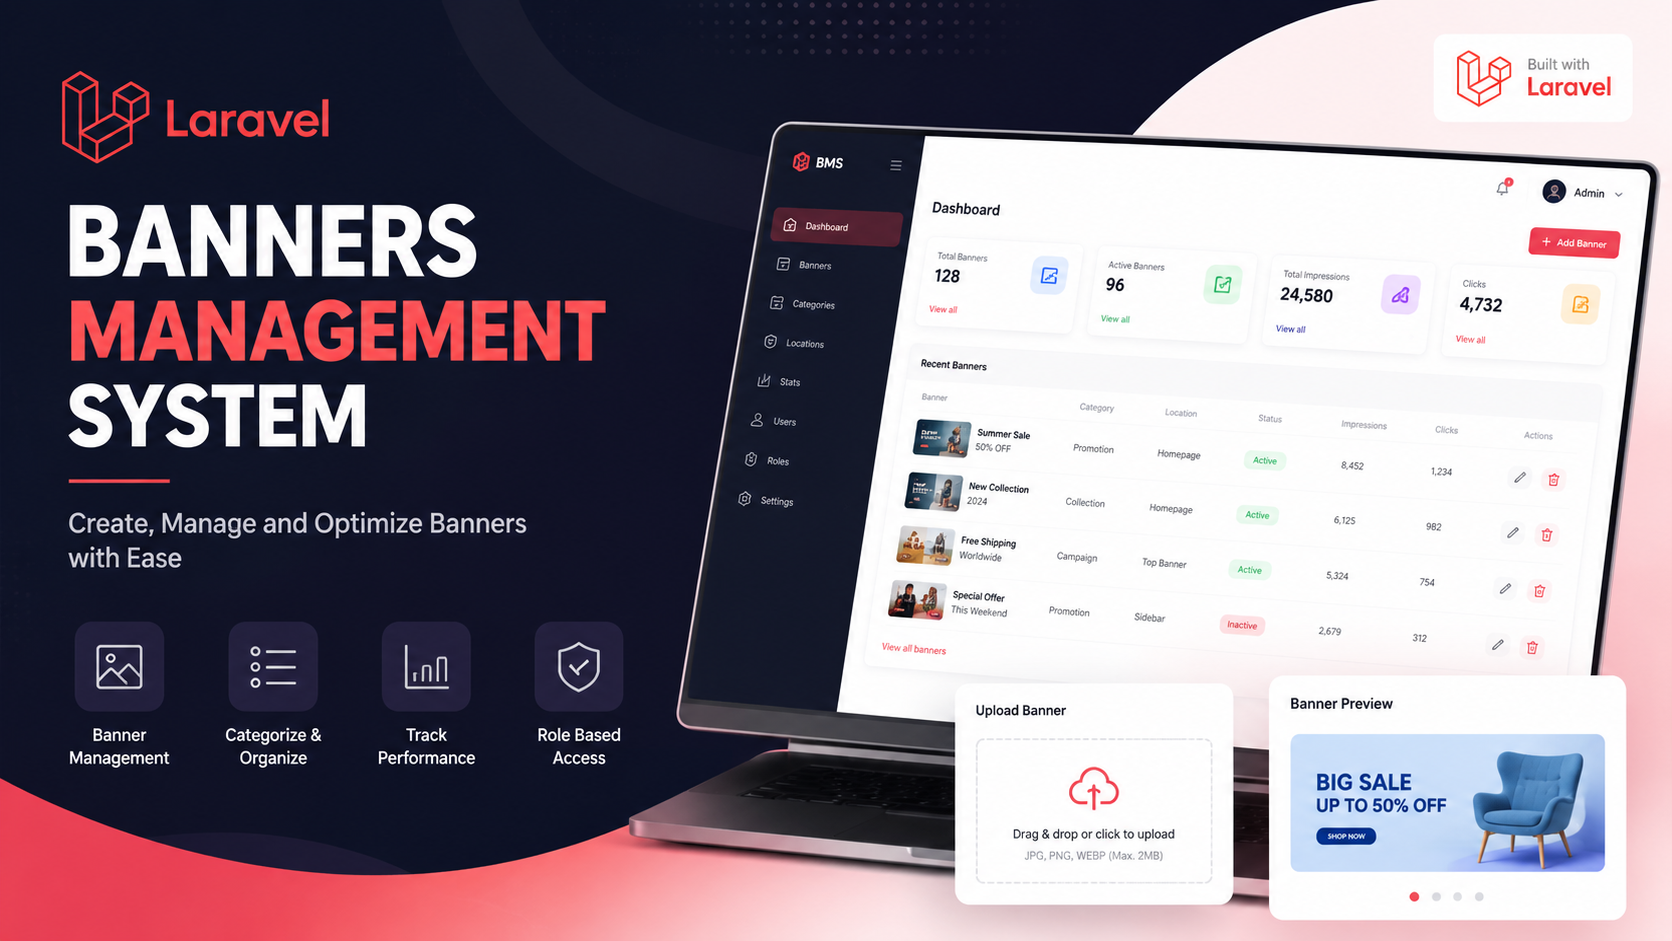 Laravel
BANNERS
MANAGEMENT
SYSTEM
Create, Manage and Optimize Banners
with Ease
Banner
Management
Categorize &
Organize
Track
Performance
Role Based
Access
Built with
Laravel
BMS
Dashboard
Banners
Categories
Locations
Stats
Users
Roles
Settings
Admin
Dashboard
+ Add Banner
Total Banners
128
View all
Active Banners
96
View all
Total Impressions
24,580
View all
Clicks
4,732
View all
Recent Banners
Banner Category Location Status Impressions Clicks Actions
Summer Sale
50% OFF
Promotion Homepage Active 8,452 1,234
New Collection
2024
Collection Homepage Active 6,125 982
Free Shipping
Worldwide
Campaign Top Banner Active 5,324 754
Special Offer
This Weekend
Promotion Sidebar Inactive 2,679 312
View all banners
Upload Banner
Drag & drop or click to upload
JPG, PNG, WEBP (Max. 2MB)
Banner Preview
BIG SALE
UP TO 50% OFF
SHOP NOW